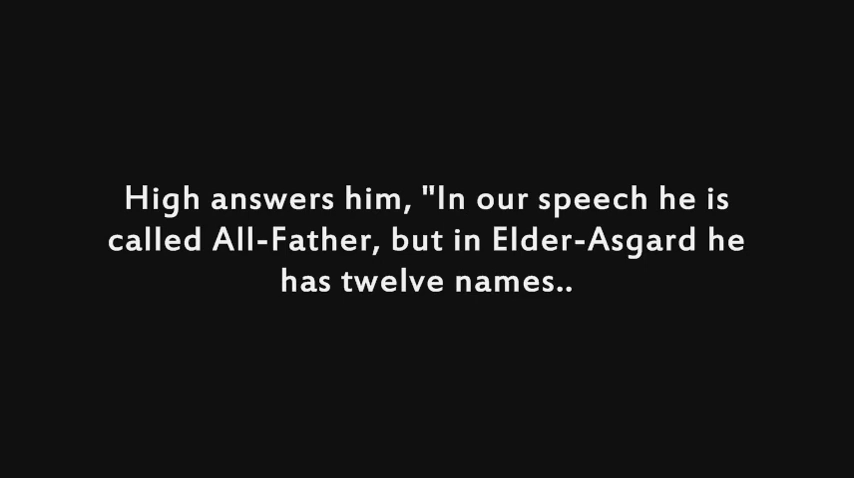 High answers him, "In our speech he is
called All-Father, but in Elder-Asgard he
has twelve names..